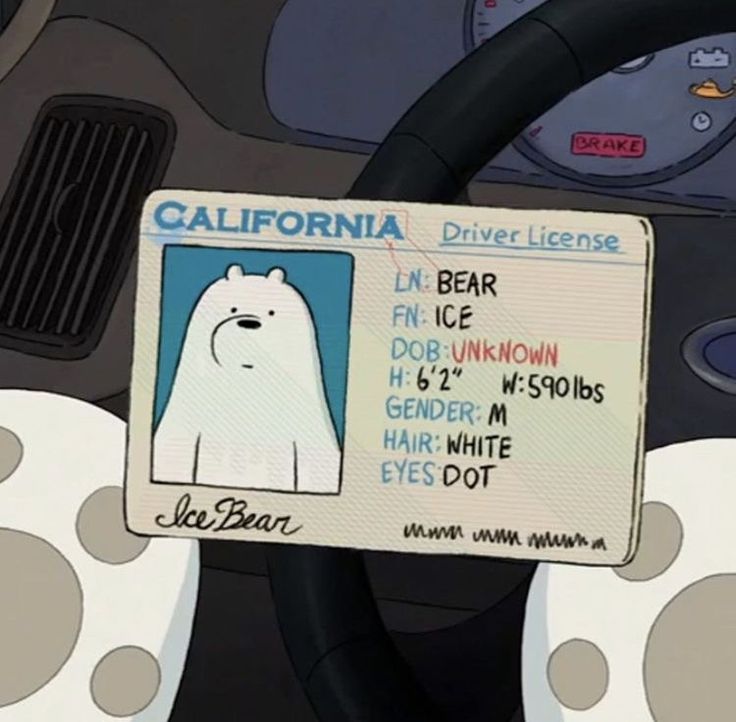 BRAKE
CALIFORNIA Driver License
LN: BEAR
FN: ICE
DOB: UNKNOWN
H: 6'2" W: 590 lbs
GENDER: M
HAIR: WHITE
EYES DOT
Ice Bear